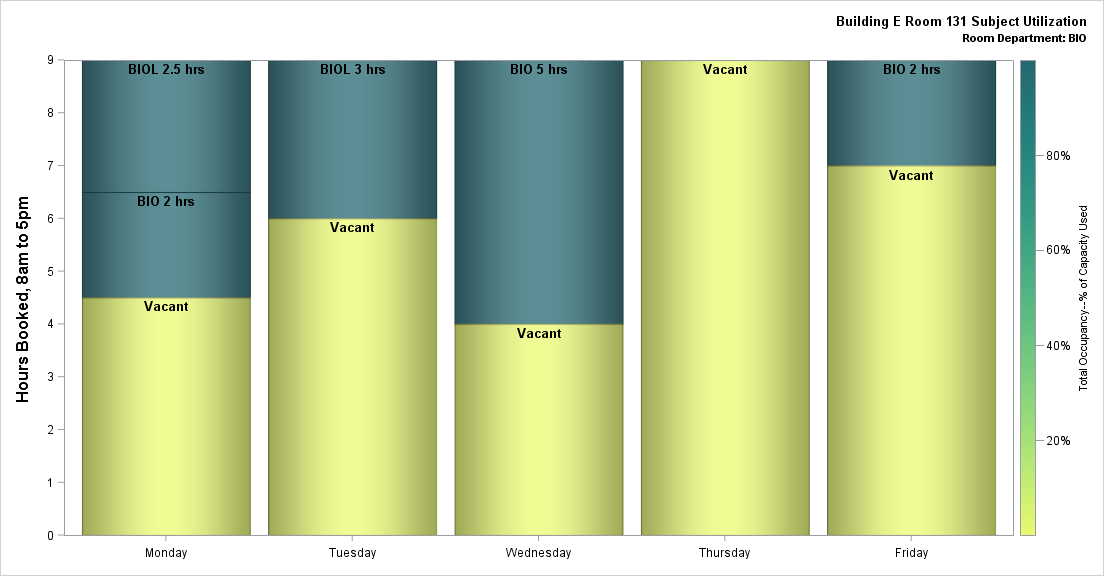 Building E Room 131 Subject Utilization
Room Department: BIO
Hours Booked, 8am to 5pm
9
8
7
6
5
4
3
2
1
0
BIOL 2.5 hrs
BIO 2 hrs
Vacant
BIOL 3 hrs
Vacant
BIO 5 hrs
Vacant
Vacant
BIO 2 hrs
Vacant
Monday
Tuesday
Wednesday
Thursday
Friday
80%
60%
40%
20%
Total Occupancy--% of Capacity Used